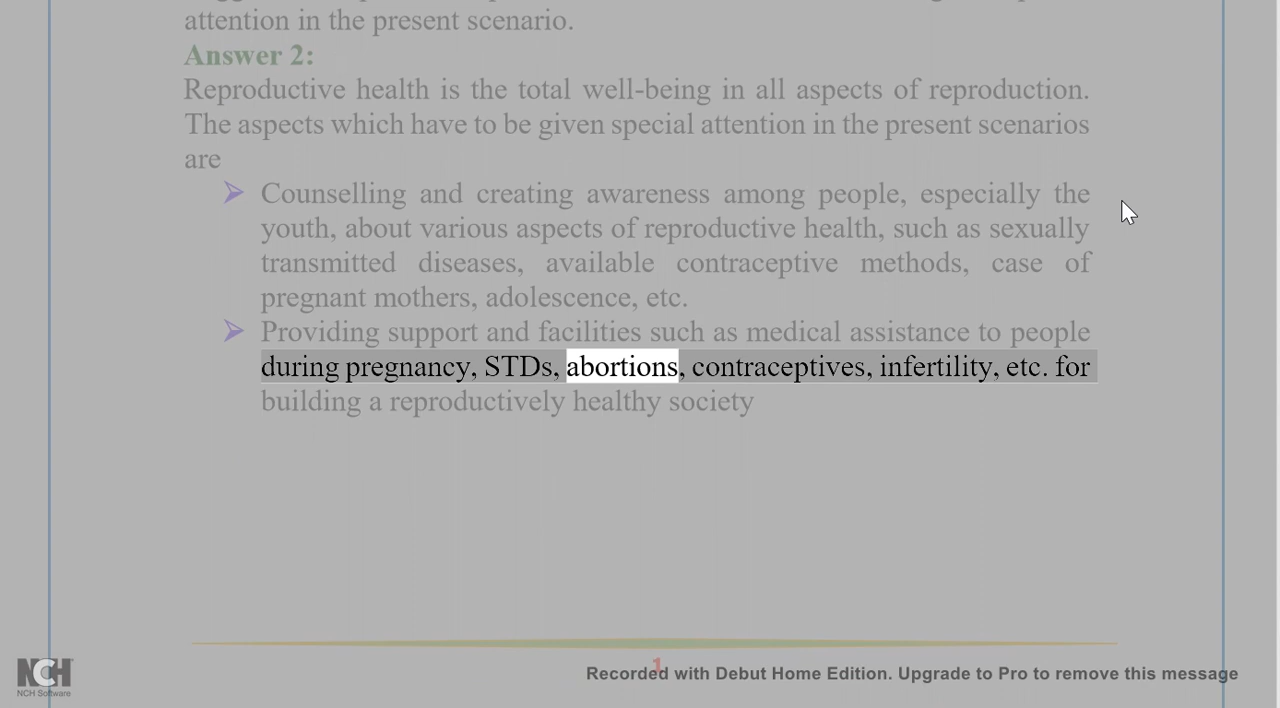 attention in the present scenario.
Answer 2:
Reproductive health is the total well-being in all aspects of reproduction.
The aspects which have to be given special attention in the present scenarios
are
➢ Counselling and creating awareness among people, especially the
youth, about various aspects of reproductive health, such as sexually
transmitted diseases, available contraceptive methods, case of
pregnant mothers, adolescence, etc.
➢ Providing support and facilities such as medical assistance to people
during pregnancy, STDs, abortions, contraceptives, infertility, etc. for
building a reproductively healthy society
1
NCH
NCH Software
Recorded with Debut Home Edition. Upgrade to Pro to remove this message